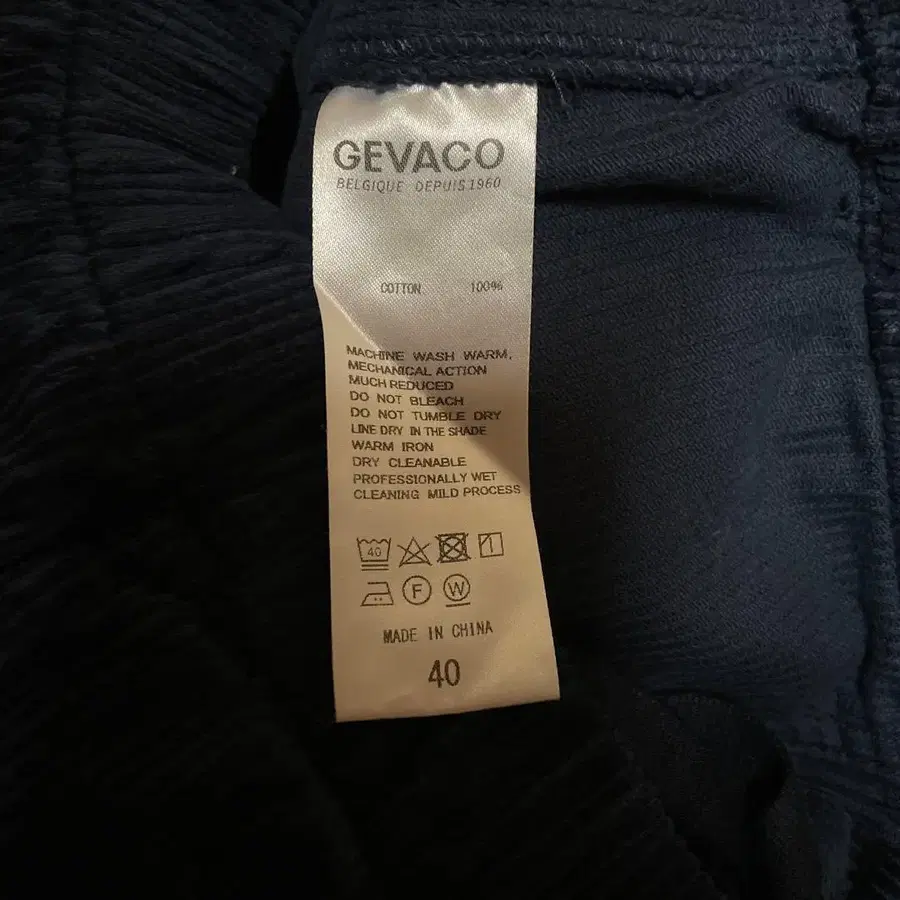 GEVACO
BELGIQUE DEPUIS 1960
COTTON 100%
MACHINE WASH WARM,
MECHANICAL ACTION
MUCH REDUCED
DO NOT BLEACH
DO NOT TUMBLE DRY
LINE DRY IN THE SHADE
WARM IRON
DRY CLEANABLE
PROFESSIONALLY WET
CLEANING MILD PROCESS
40
F W
MADE IN CHINA
40